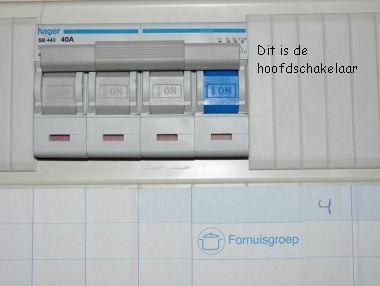 hager
SB 440 40A
Dit is de
hoofdschakelaar
I ON
I ON
I ON
I ON
4
Fornuisgroep